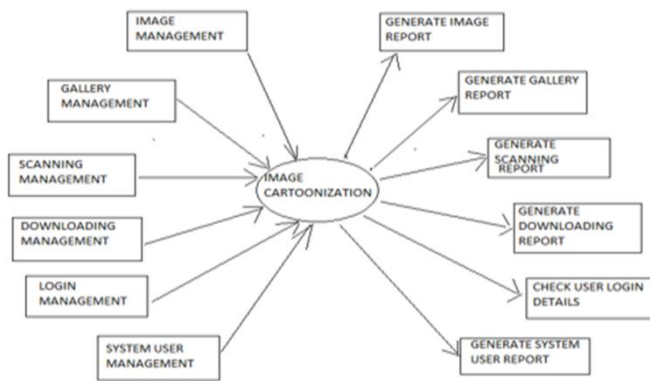 IMAGE
MANAGEMENT
GENERATE IMAGE
REPORT
GALLERY
MANAGEMENT
GENERATE GALLERY
REPORT
SCANNING
MANAGEMENT
IMAGE
CARTOONIZATION
GENERATE
SCANNING
REPORT
DOWNLOADING
MANAGEMENT
GENERATE
DOWNLOADING
REPORT
LOGIN
MANAGEMENT
CHECK USER LOGIN
DETAILS
SYSTEM USER
MANAGEMENT
GENERATE SYSTEM
USER REPORT